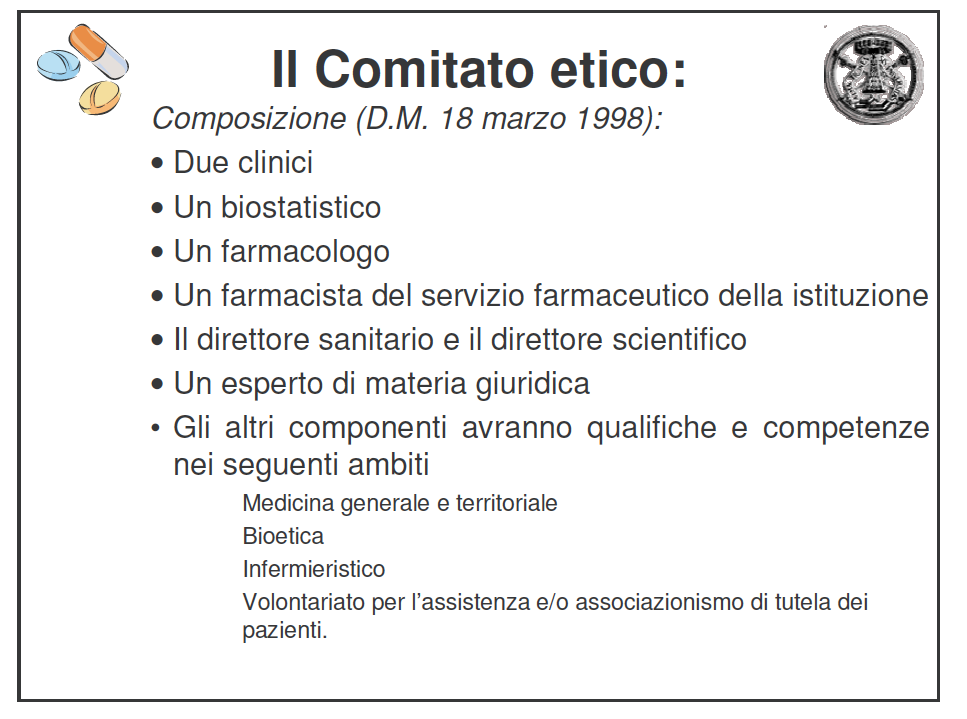 Il Comitato etico:
Composizione (D.M. 18 marzo 1998):
• Due clinici
• Un biostatistico
• Un farmacologo
• Un farmacista del servizio farmaceutico della istituzione
• Il direttore sanitario e il direttore scientifico
• Un esperto di materia giuridica
• Gli altri componenti avranno qualifiche e competenze
nei seguenti ambiti
Medicina generale e territoriale
Bioetica
Infermieristico
Volontariato per l’assistenza e/o associazionismo di tutela dei
pazienti.